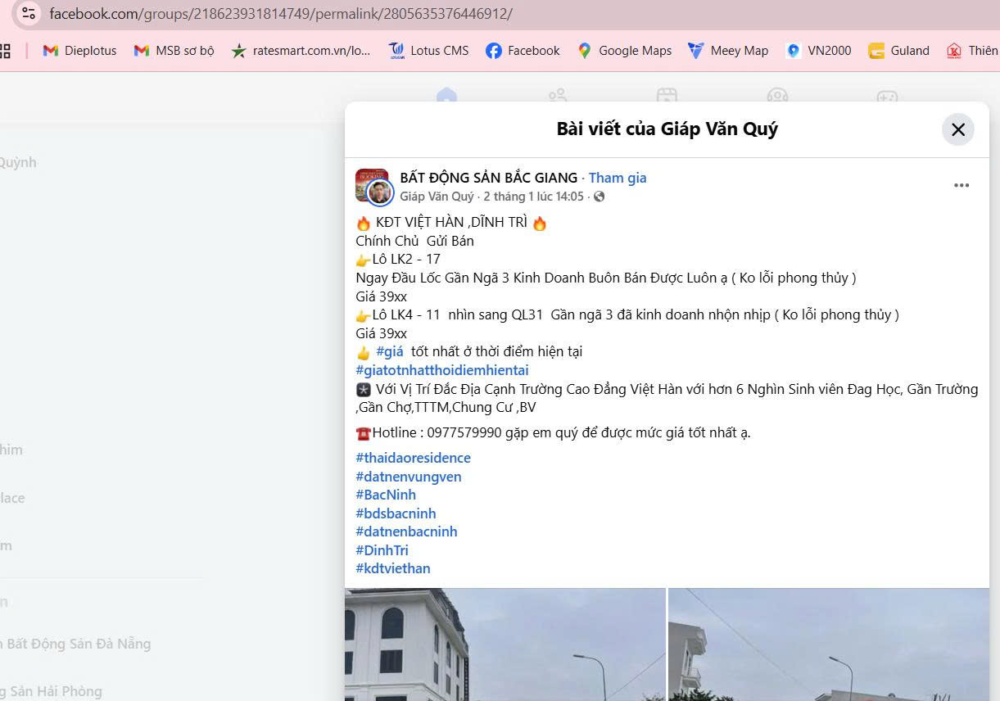 facebook.com/groups/218623931814749/permalink/2805635376446912/
Dieplotus MSB sơ bộ ratesmart.com.vn/lo... Lotus CMS Facebook Google Maps Meey Map VN2000 Guland Thiên
Bài viết của Giáp Văn Quý
Quỳnh
BẤT ĐỘNG SẢN BẮC GIANG · Tham gia
Giáp Văn Quý · 2 tháng 1 lúc 14:05 ·
🔥 KĐT VIỆT HÀN ,DĨNH TRÌ 🔥
Chính Chủ Gửi Bán
👉Lô LK2 - 17
Ngay Đầu Lốc Gần Ngã 3 Kinh Doanh Buôn Bán Được Luôn ạ ( Ko lỗi phong thủy )
Giá 39xx
👉Lô LK4 - 11 nhìn sang QL31 Gần ngã 3 đã kinh doanh nhộn nhịp ( Ko lỗi phong thủy )
Giá 39xx
👍 #giá tốt nhất ở thời điểm hiện tại
#giatotnhatthoidiemhientai
✳️ Với Vị Trí Đắc Địa Cạnh Trường Cao Đẳng Việt Hàn với hơn 6 Nghìn Sinh viên Đag Học, Gần Trường
,Gần Chợ,TTTM,Chung Cư ,BV
☎️Hotline : 0977579990 gặp em quý để được mức giá tốt nhất ạ.
#thaidaoresidence
#datnenvungven
#BacNinh
#bdsbacninh
#datnenbacninh
#DinhTri
#kdtviethan
him
lace
m
n
n Bất Động Sản Đà Nẵng
g Sản Hải Phòng